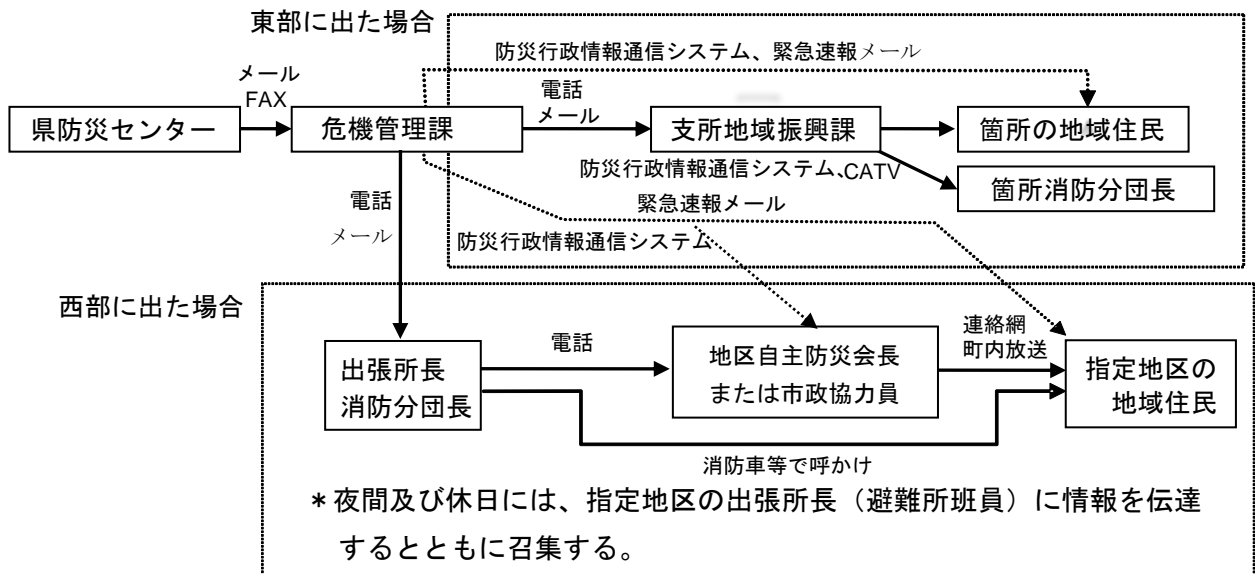 東部に出た場合
防災行政情報通信システム、緊急速報メール
メール
FAX
電話
メール
県防災センター
危機管理課
支所地域振興課
箇所の地域住民
防災行政情報通信システム、CATV
箇所消防分団長
電話
メール
緊急速報メール
防災行政情報通信システム
西部に出た場合
電話
連絡網
町内放送
出張所長
消防分団長
地区自主防災会長
または市政協力員
指定地区の
地域住民
消防車等で呼かけ
*夜間及び休日には、指定地区の出張所長（避難所班員）に情報を伝達
するとともに召集する。